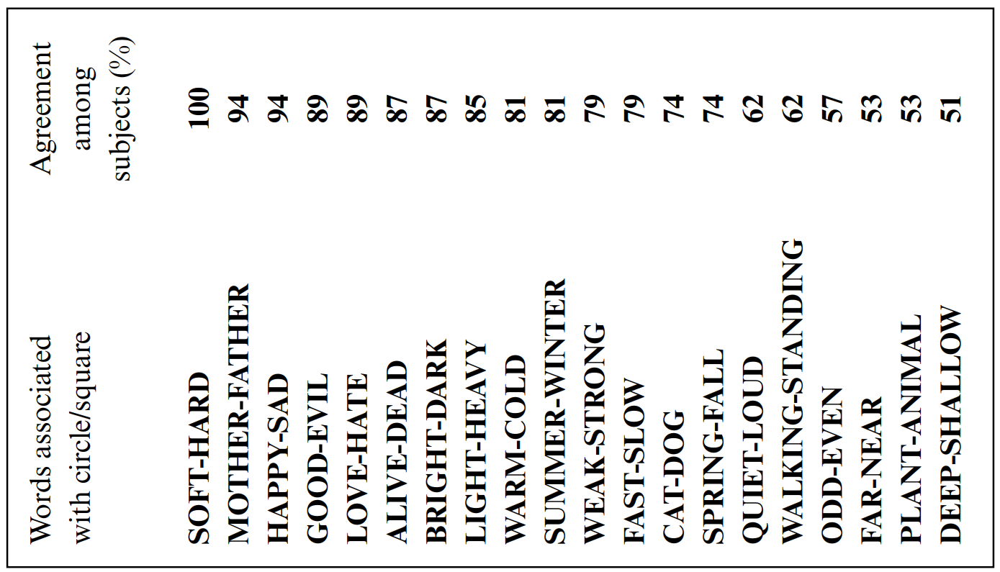 Words associated Agreement
with circle/square among
subjects (%)
SOFT-HARD 100
MOTHER-FATHER 94
HAPPY-SAD 94
GOOD-EVIL 89
LOVE-HATE 89
ALIVE-DEAD 87
BRIGHT-DARK 87
LIGHT-HEAVY 85
WARM-COLD 81
SUMMER-WINTER 81
WEAK-STRONG 79
FAST-SLOW 79
CAT-DOG 74
SPRING-FALL 74
QUIET-LOUD 62
WALKING-STANDING 62
ODD-EVEN 57
FAR-NEAR 53
PLANT-ANIMAL 53
DEEP-SHALLOW 51